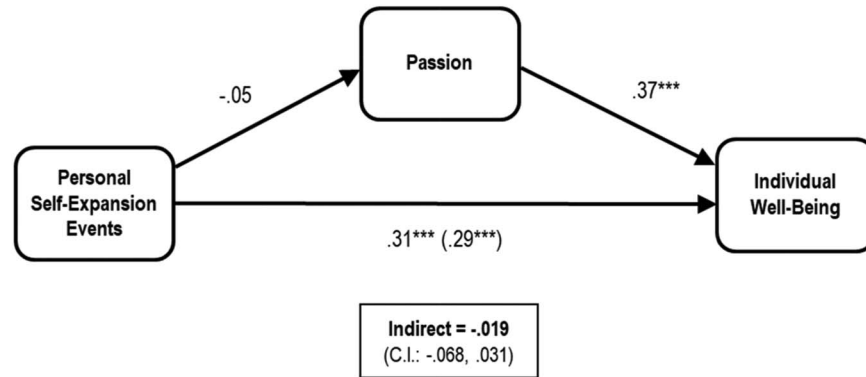 Passion
-.05
.37***
Personal
Self-Expansion
Events
Individual
Well-Being
.31*** (.29***)
Indirect = -.019
(C.I.: -.068, .031)